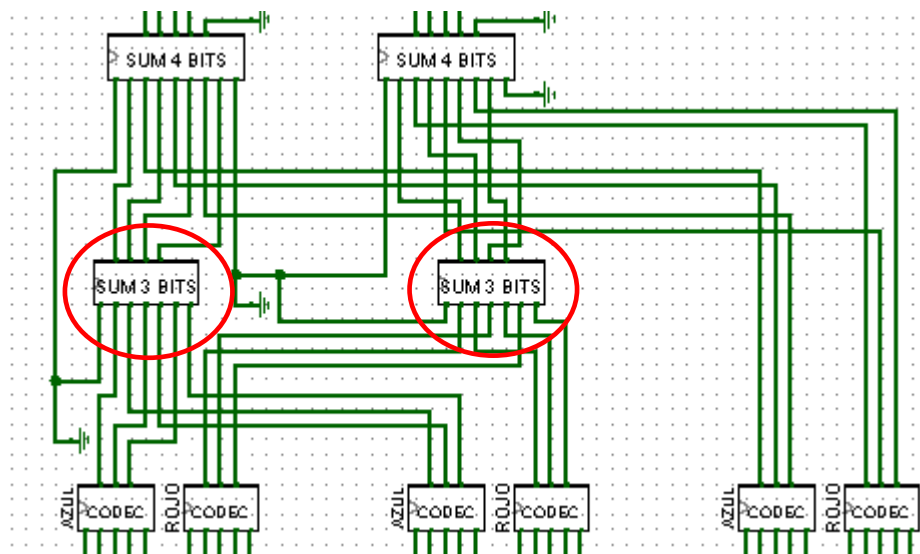 SUM 4 BITS
SUM 4 BITS
SUM 3 BITS
SUM 3 BITS
AZUL
CODEC
ROJO
CODEC
AZUL
CODEC
ROJO
CODEC
AZUL
CODEC
ROJO
CODEC